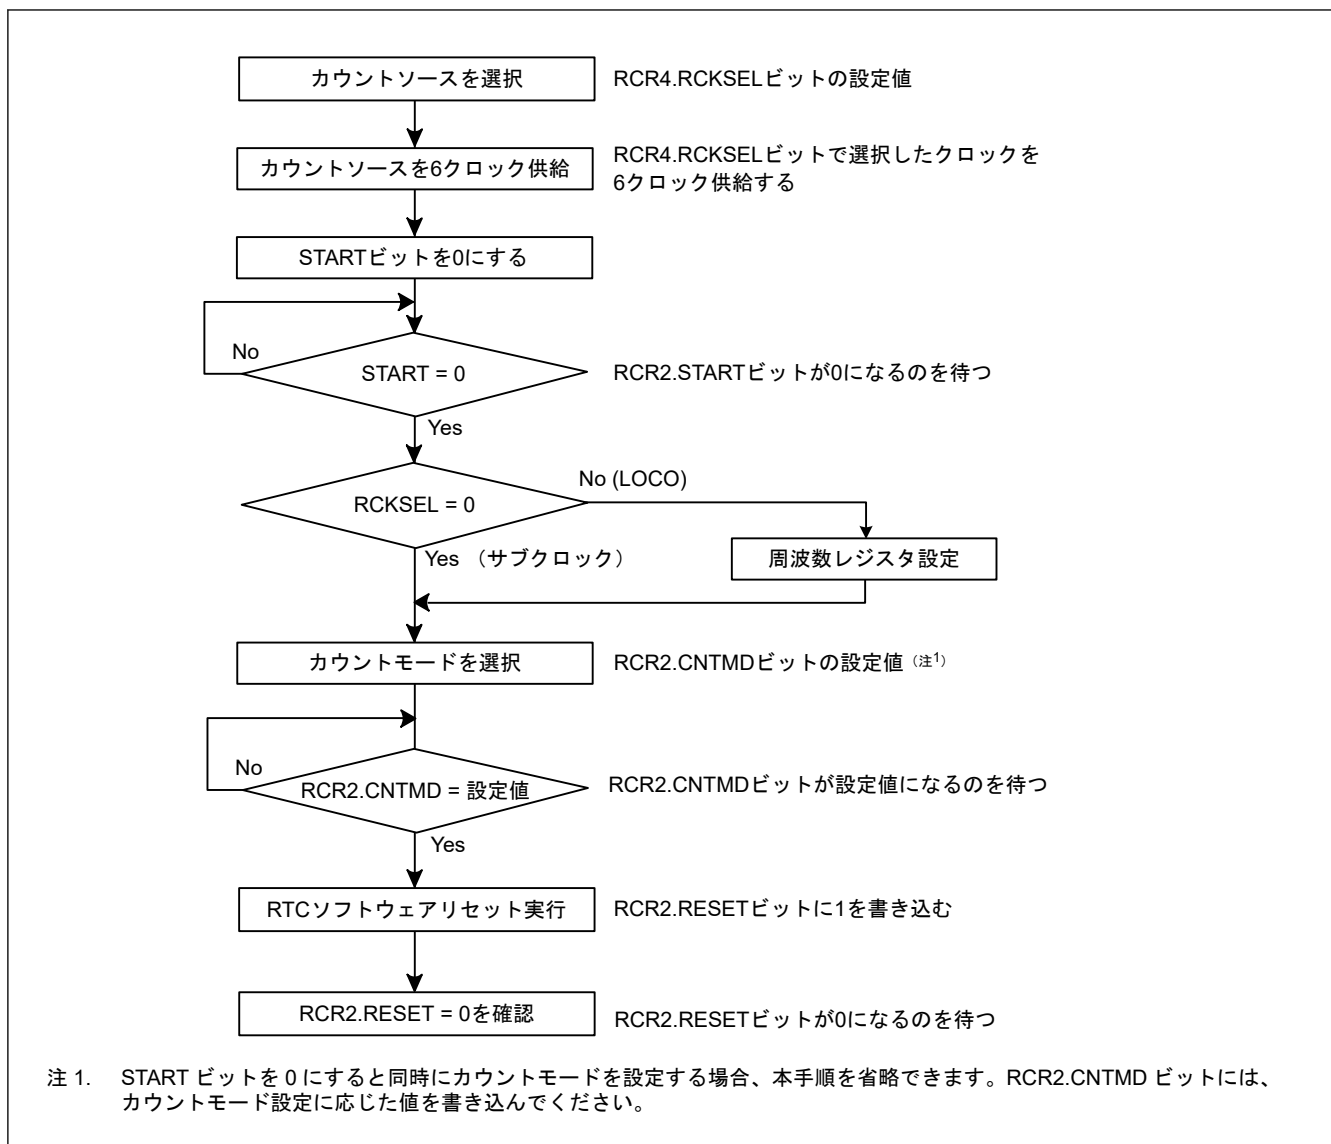 カウントソースを選択
RCR4.RCKSELビットの設定値
カウントソースを6クロック供給
RCR4.RCKSELビットで選択したクロックを
6クロック供給する
STARTビットを0にする
No
START = 0
RCR2.STARTビットが0になるのを待つ
Yes
No (LOCO)
RCKSEL = 0
Yes （サブクロック）
周波数レジスタ設定
カウントモードを選択
RCR2.CNTMDビットの設定値（注1）
No
RCR2.CNTMD = 設定値
RCR2.CNTMDビットが設定値になるのを待つ
Yes
RTCソフトウェアリセット実行
RCR2.RESETビットに1を書き込む
RCR2.RESET = 0を確認
RCR2.RESETビットが0になるのを待つ
注 1. START ビットを 0 にすると同時にカウントモードを設定する場合、本手順を省略できます。RCR2.CNTMD ビットには、
カウントモード設定に応じた値を書き込んでください。